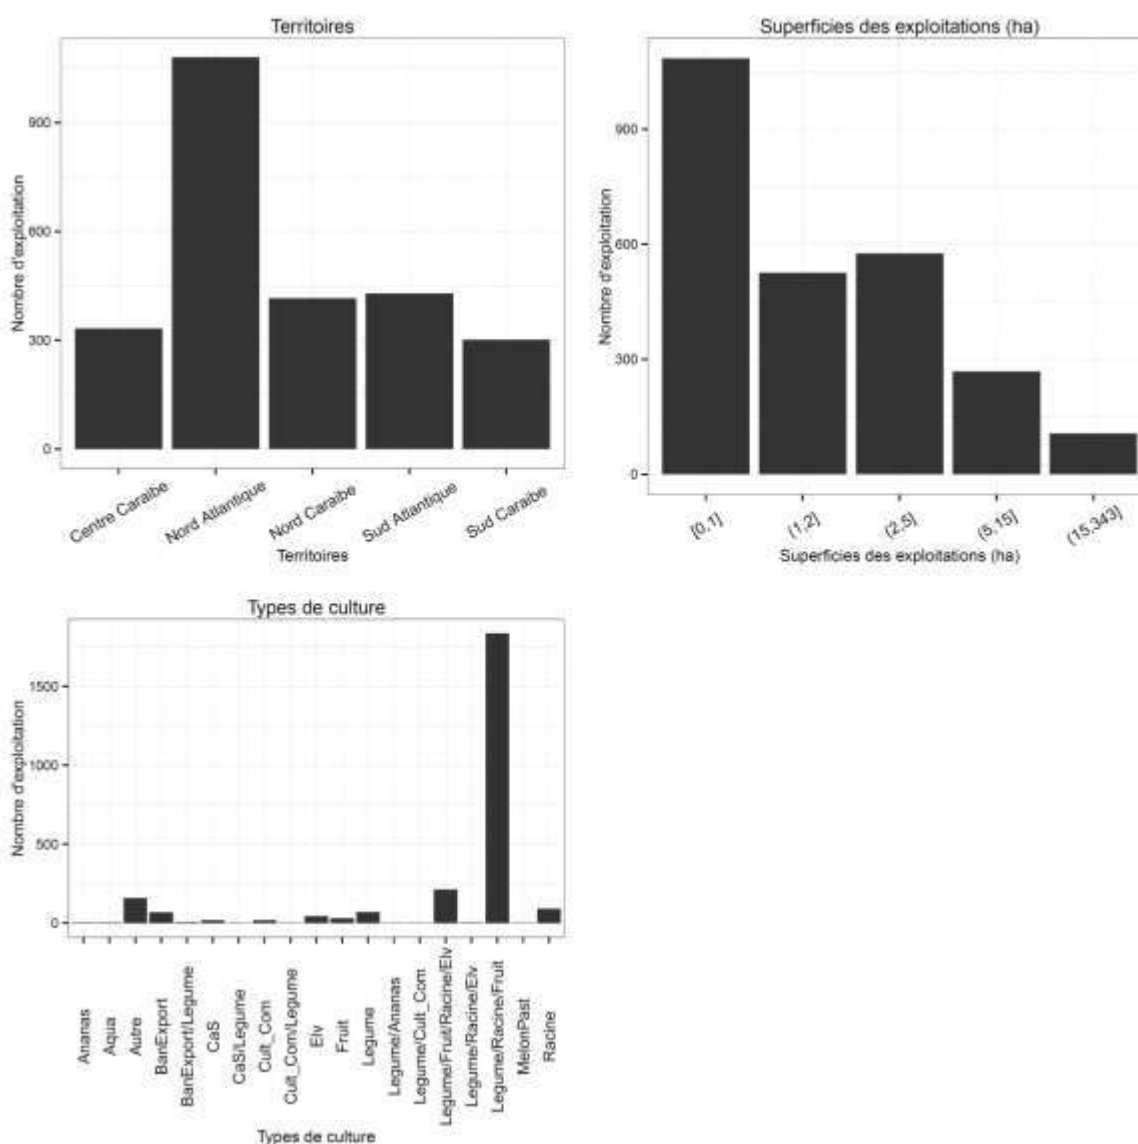 Territoires
Nombre d'exploitation
900
600
300
0
Centre Caraibe
Nord Atlantique
Nord Caraibe
Sud Atlantique
Sud Caraibe
Territoires
Superficies des exploitations (ha)
Nombre d'exploitation
900
600
300
0
[0,1]
(1,2]
(2,5]
(5,15]
(15,343]
Superficies des exploitations (ha)
Types de culture
Nombre d'exploitation
1500
1000
500
0
Ananas
Aqua
Autre
BanExport
BanExport/Legume
CaS
CaS/Legume
Cult_Com
Cult_Com/Legume
Elv
Fruit
Legume
Legume/Ananas
Legume/Cult_Com
Legume/Fruit/Racine/Elv
Legume/Racine/Elv
Legume/Racine/Fruit
MelonPast
Racine
Types de culture